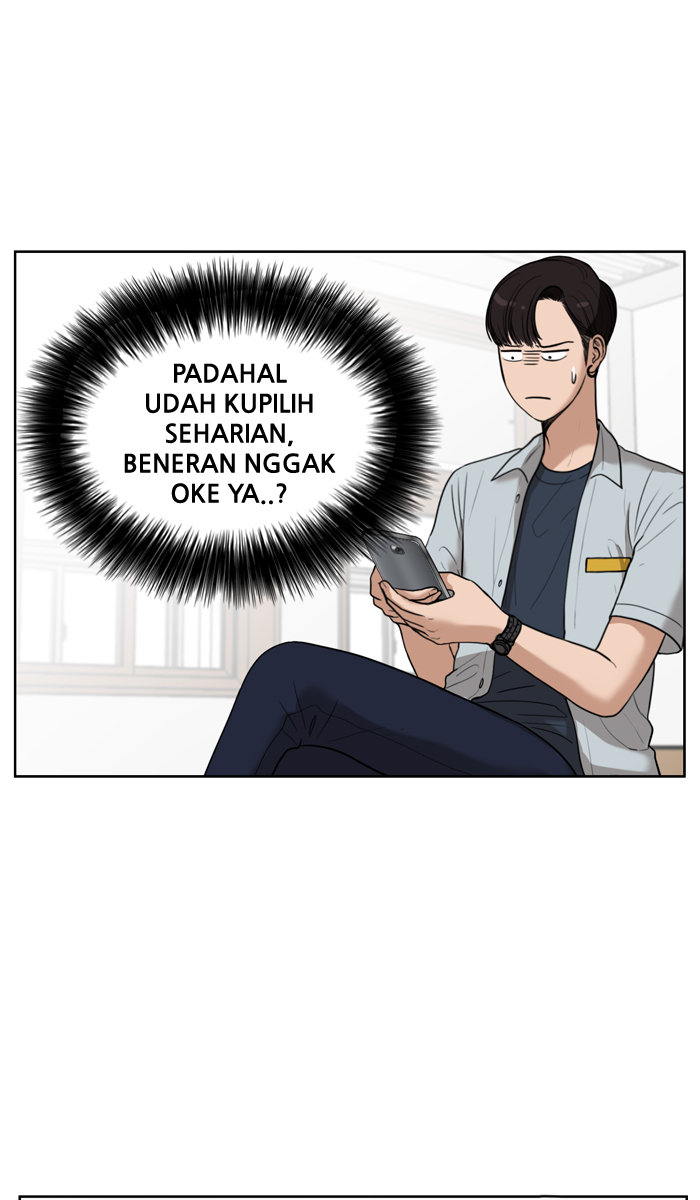 PADAHAL
UDAH KUPILIH
SEHARIAN,
BENERAN NGGAK
OKE YA..?